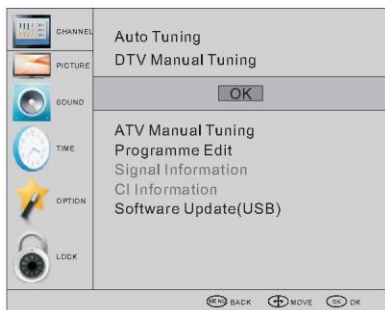 CHANNEL
PICTURE
SOUND
TIME
OPTION
LOCK
Auto Tuning
DTV Manual Tuning
OK
ATV Manual Tuning
Programme Edit
Signal Information
CI Information
Software Update(USB)
MENU BACK MOVE OK OK